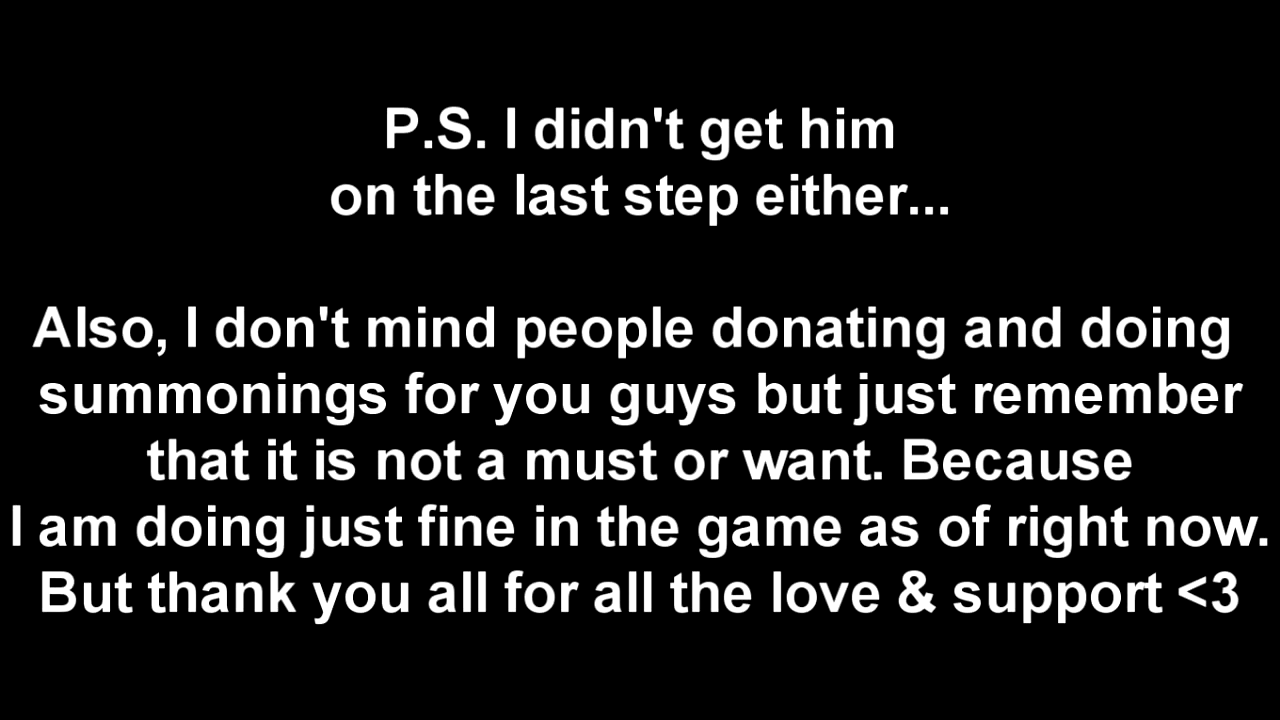 P.S. I didn't get him
on the last step either...
Also, I don't mind people donating and doing
summonings for you guys but just remember
that it is not a must or want. Because
I am doing just fine in the game as of right now.
But thank you all for all the love & support <3